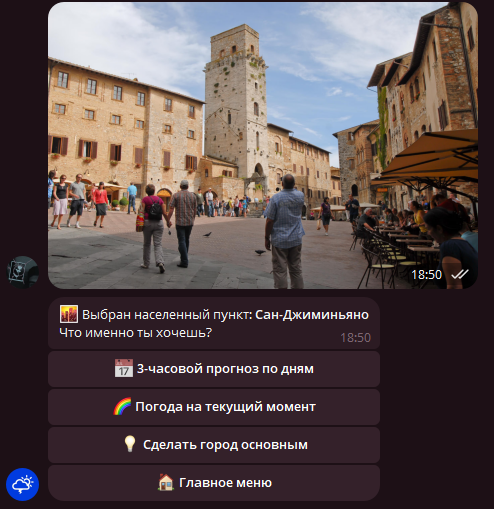 18:50
Выбран населенный пункт: Сан-Джиминьяно
Что именно ты хочешь?
18:50
3-часовой прогноз по дням
Погода на текущий момент
Сделать город основным
Главное меню